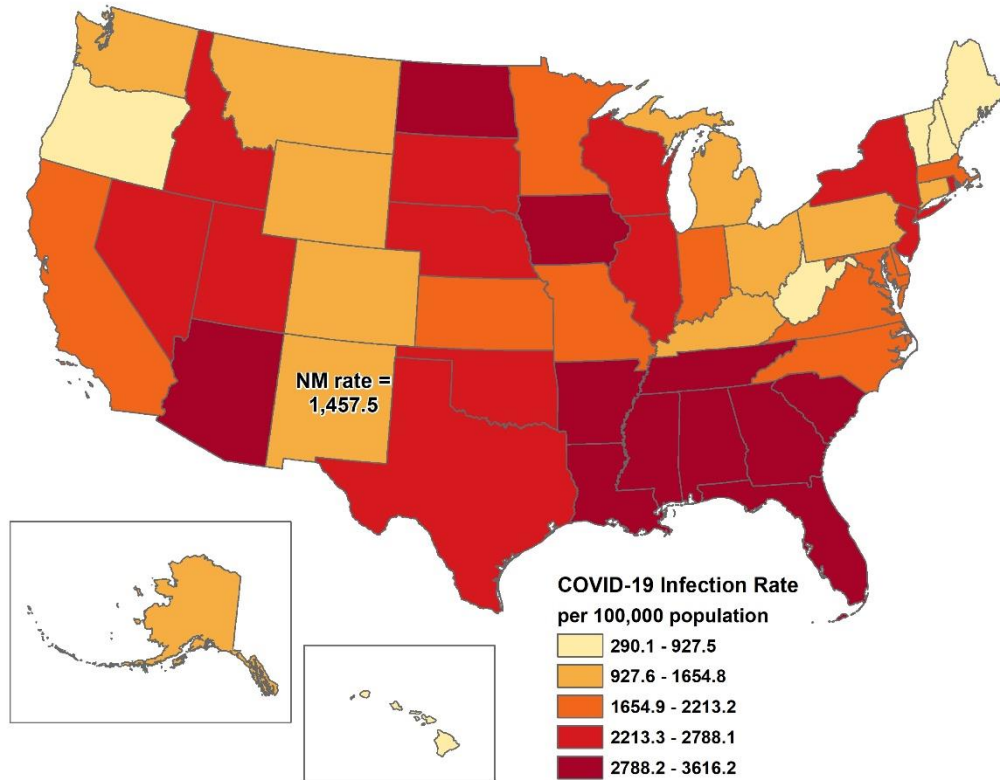 NM rate =
1,457.5
COVID-19 Infection Rate
per 100,000 population
290.1 - 927.5
927.6 - 1654.8
1654.9 - 2213.2
2213.3 - 2788.1
2788.2 - 3616.2